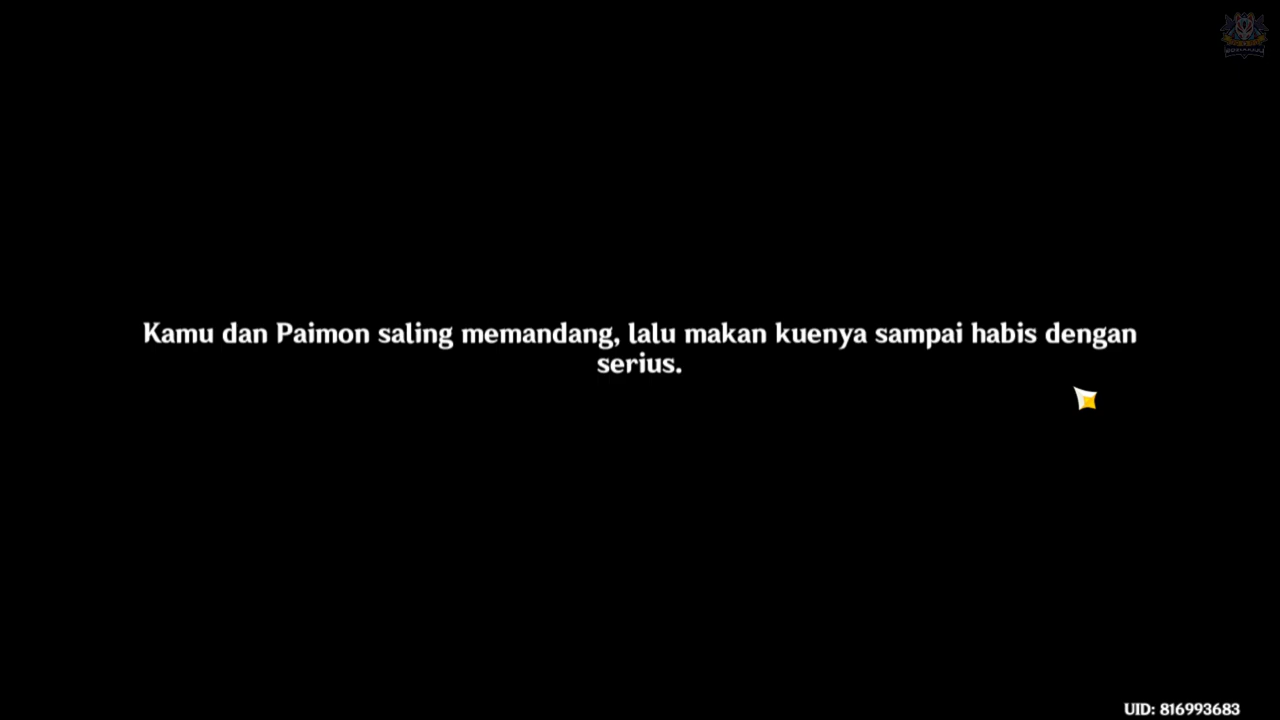 Kamu dan Paimon saling memandang, lalu makan kuenya sampai habis dengan
serius.
UID: 816993683